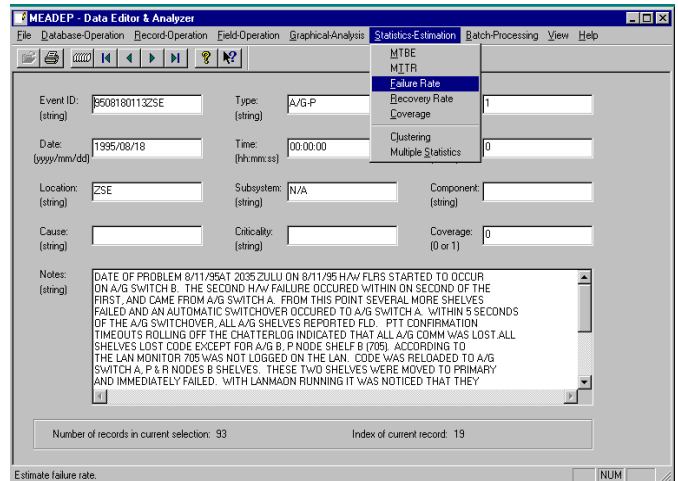 MEADEP - Data Editor & Analyzer
File Database-Operation Record-Operation Field-Operation Graphical-Analysis Statistics-Estimation Batch-Processing View Help
MTBE
MTTR
Failure Rate
Recovery Rate
Coverage
Clustering
Multiple Statistics
Event ID: 9508180113ZSE Type: A/G-P 1
(string) (string)
Date: 1995/08/18 Time: 00:00:00 0
(yyyy/mm/dd) (hh:mm:ss)
Location: ZSE Subsystem: N/A Component:
(string) (string) (string)
Cause: Criticality: Coverage: 0
(string) (string) (0 or 1)
Notes:
(string)
DATE OF PROBLEM 8/11/95AT 2035 ZULU ON 8/11/95 H/W FLRS STARTED TO OCCUR
ON A/G SWITCH B. THE SECOND H/W FAILURE OCCURED WITHIN ON SECOND OF THE
FIRST, AND CAME FROM A/G SWITCH A. FROM THIS POINT SEVERAL MORE SHELVES
FAILED AND AN AUTOMATIC SWITCHOVER OCCURED TO A/G SWITCH A. WITHIN 5 SECONDS
OF THE A/G SWITCHOVER, ALL A/G SHELVES REPORTED FLD. PTT CONFIRMATION
TIMEOUTS ROLLING OFF THE CHATTERLOG INDICATED THAT ALL A/G COMM WAS LOST.ALL
SHELVES LOST CODE EXCEPT FOR A/G B, P NODE SHELF B (705). ACCORDING TO
THE LAN MONITOR 705 WAS NOT LOGGED ON THE LAN. CODE WAS RELOADED TO A/G
SWITCH A, P & R NODES B SHELVES. THESE TWO SHELVES WERE MOVED TO PRIMARY
AND IMMEDIATELY FAILED. WITH LANMAON RUNNING IT WAS NOTICED THAT THEY
Number of records in current selection: 93 Index of current record: 19
Estimate failure rate. NUM